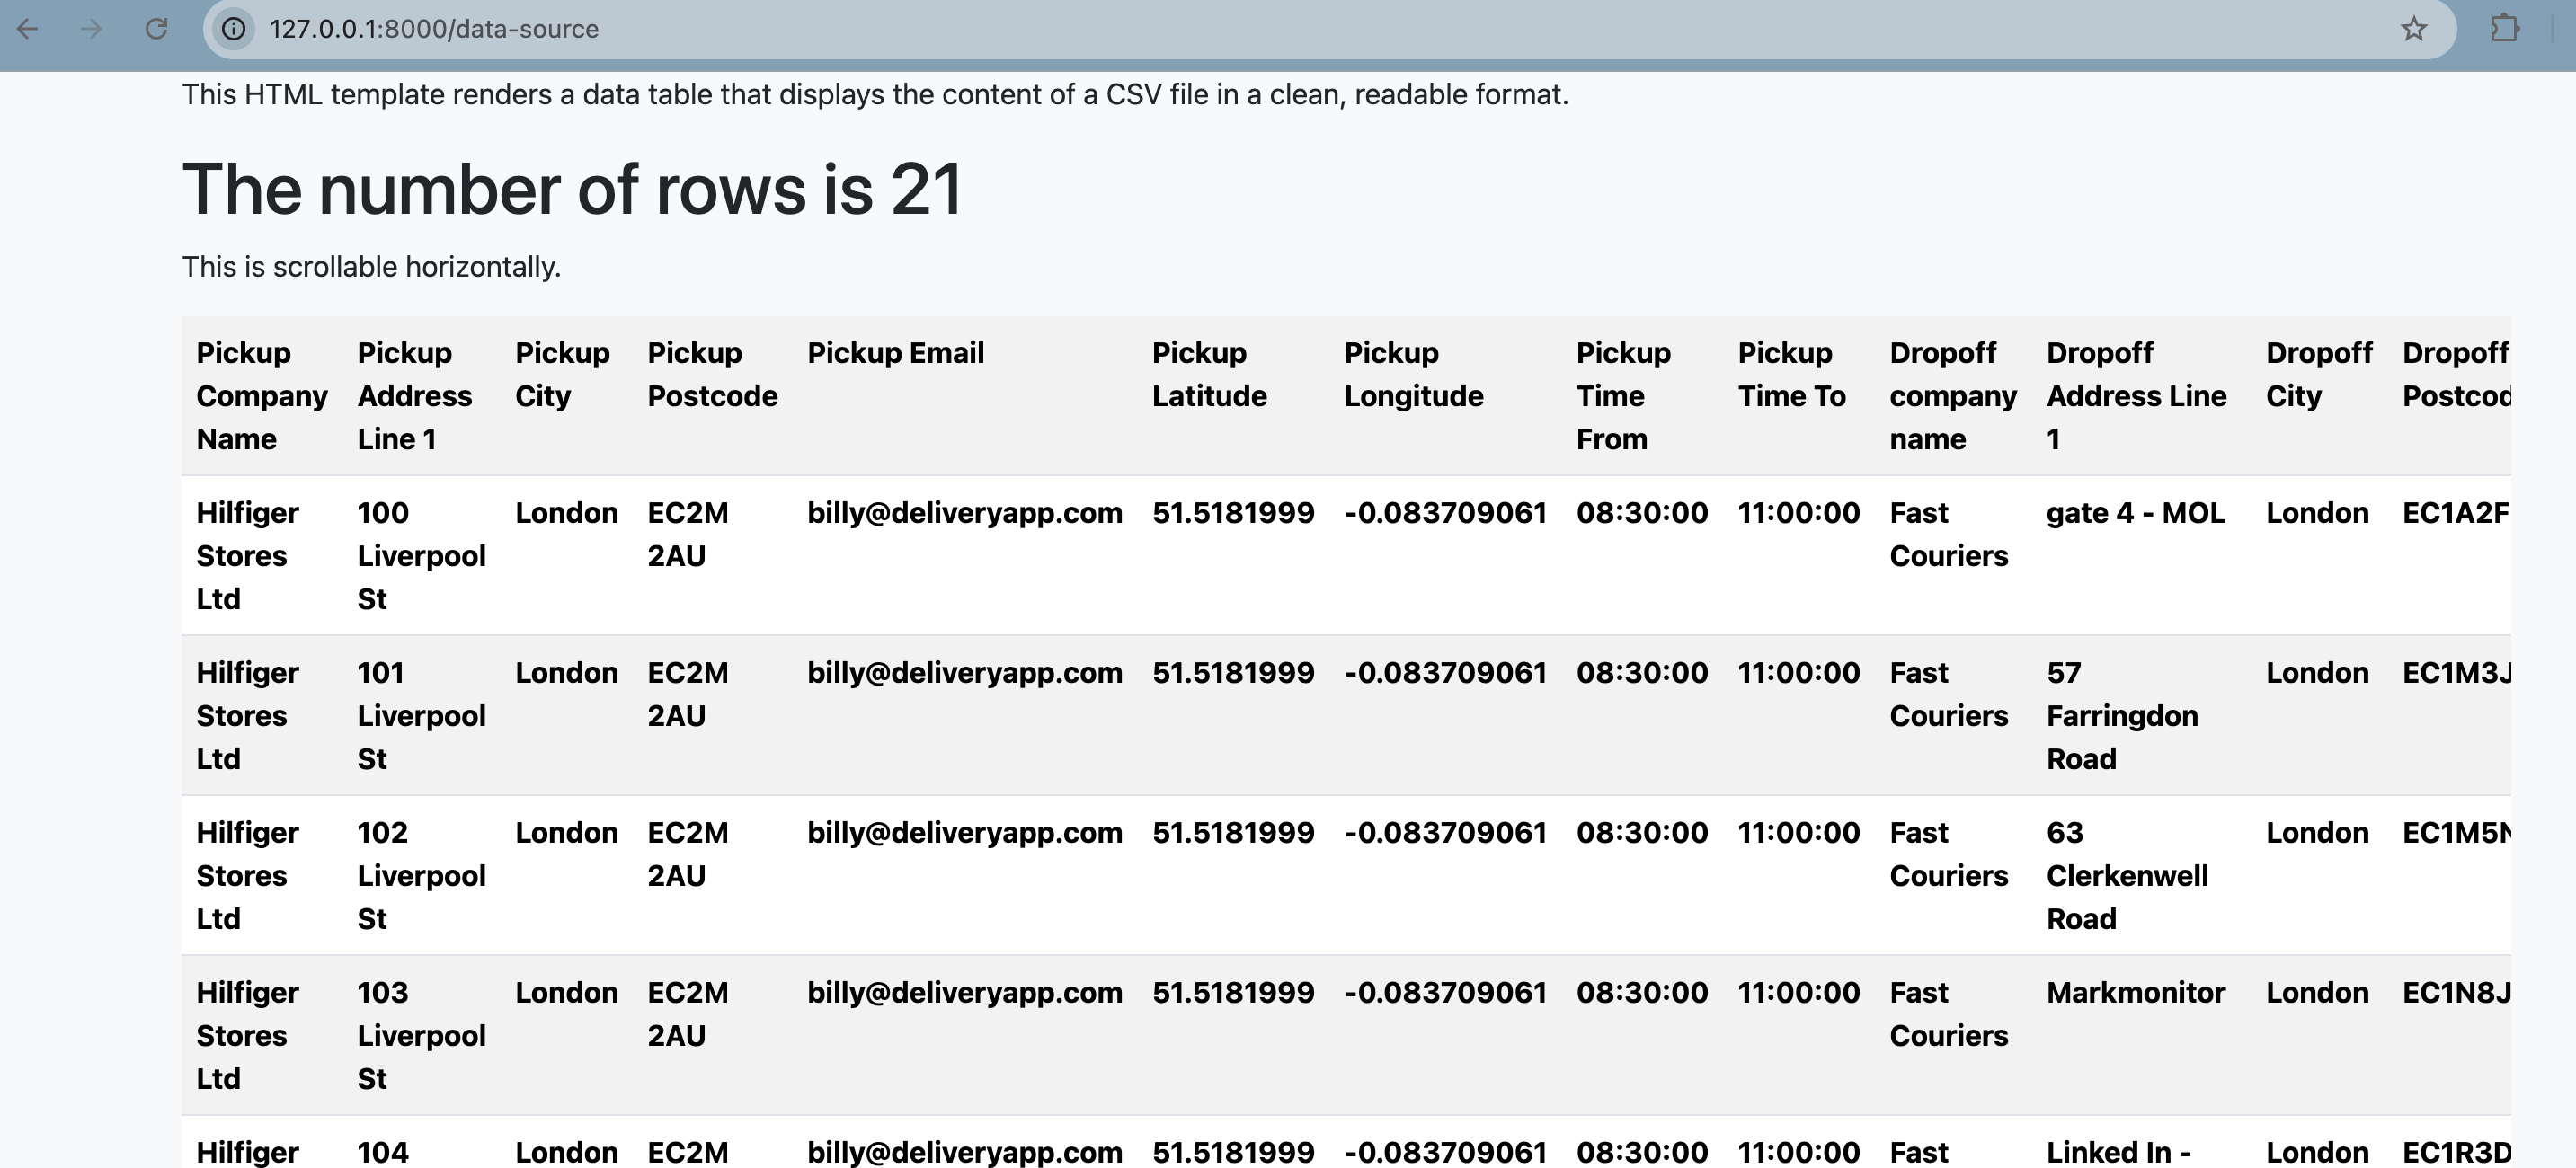 127.0.0.1:8000/data-source
This HTML template renders a data table that displays the content of a CSV file in a clean, readable format.
The number of rows is 21
This is scrollable horizontally.
Pickup Pickup Pickup Pickup Pickup Email Pickup Pickup Pickup Pickup Dropoff Dropoff Dropoff Dropoff
Company Address City Postcode Latitude Longitude Time Time To company Address Line City Postcod
Name Line 1 From name 1
Hilfiger 100 London EC2M billy@deliveryapp.com 51.5181999 -0.083709061 08:30:00 11:00:00 Fast gate 4 - MOL London EC1A2F
Stores Liverpool 2AU Couriers
Ltd St
Hilfiger 101 London EC2M billy@deliveryapp.com 51.5181999 -0.083709061 08:30:00 11:00:00 Fast 57 London EC1M3J
Stores Liverpool 2AU Couriers Farringdon
Ltd St Road
Hilfiger 102 London EC2M billy@deliveryapp.com 51.5181999 -0.083709061 08:30:00 11:00:00 Fast 63 London EC1M5N
Stores Liverpool 2AU Couriers Clerkenwell
Ltd St Road
Hilfiger 103 London EC2M billy@deliveryapp.com 51.5181999 -0.083709061 08:30:00 11:00:00 Fast Markmonitor London EC1N8J
Stores Liverpool 2AU Couriers
Ltd St
Hilfiger 104 London EC2M billy@deliveryapp.com 51.5181999 -0.083709061 08:30:00 11:00:00 Fast Linked In - London EC1R3D